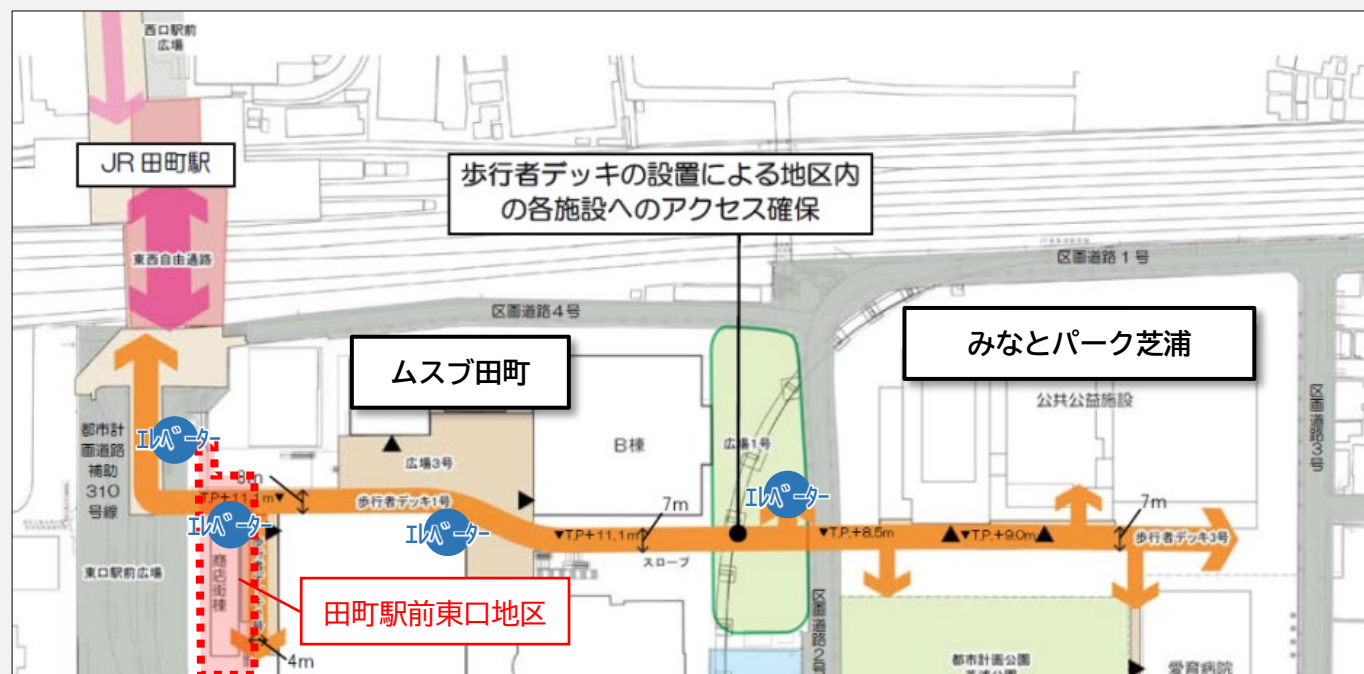 西口駅前
広場
JR 田町駅
歩行者デッキの設置による地区内
の各施設へのアクセス確保
東西自由通路
区画道路1号
区画道路4号
ムスブ田町
みなとパーク芝浦
公共公益施設
区画道路3号
都市計
画道路
補助
310
号線
エレベーター
広場3号
B棟
広場1号
8m
T.P+11.1m▼
歩行者デッキ1号
エレベーター
エレベーター
エレベーター
7m
▼T.P+11.1m
スロープ
▼T.P.+8.5m
▼T.P.+9.0m
7m
歩行者デッキ3号
東口駅前広場
商店街棟
田町駅前東口地区
4m
区画道路2号
都市計画公園
愛育病院